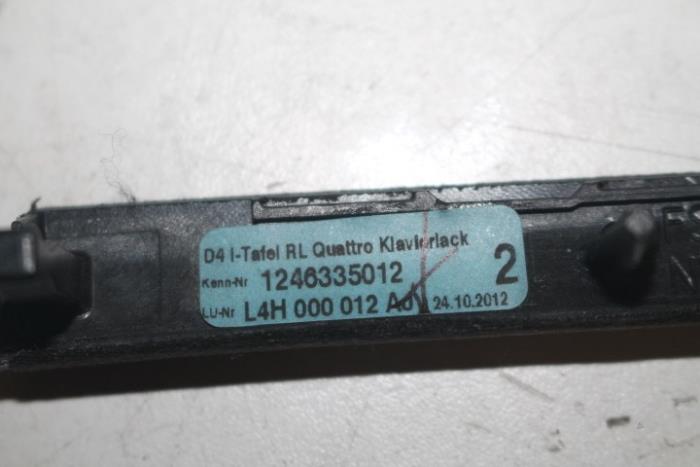 D4 I-Tafel RL Quattro Klavierlack
Kenn-Nr 1246335012 2
LU-Nr L4H 000 012 24.10.2012